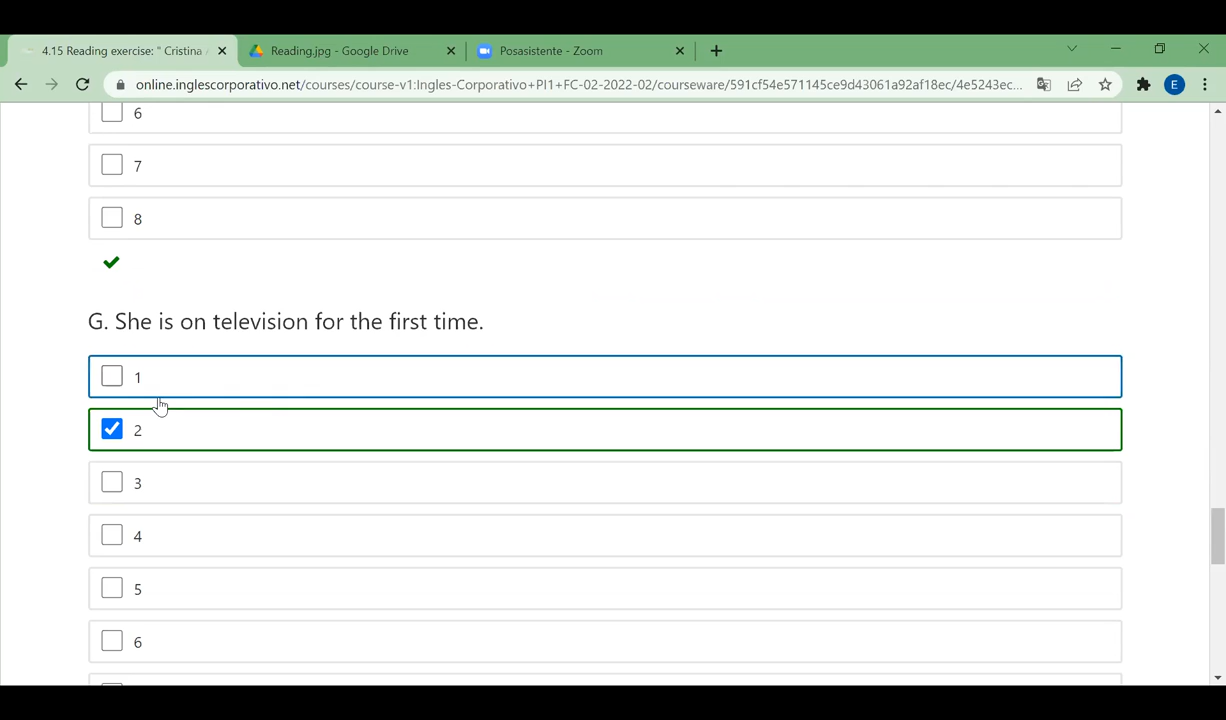 4.15 Reading exercise: " Cristina
Reading.jpg - Google Drive
Posasistente - Zoom
online.inglescorporativo.net/courses/course-v1:Ingles-Corporativo+PI1+FC-02-2022-02/courseware/591cf54e571145ce9d43061a92af18ec/4e5243ec...
E
6
7
8
G. She is on television for the first time.
1
2
3
4
5
6